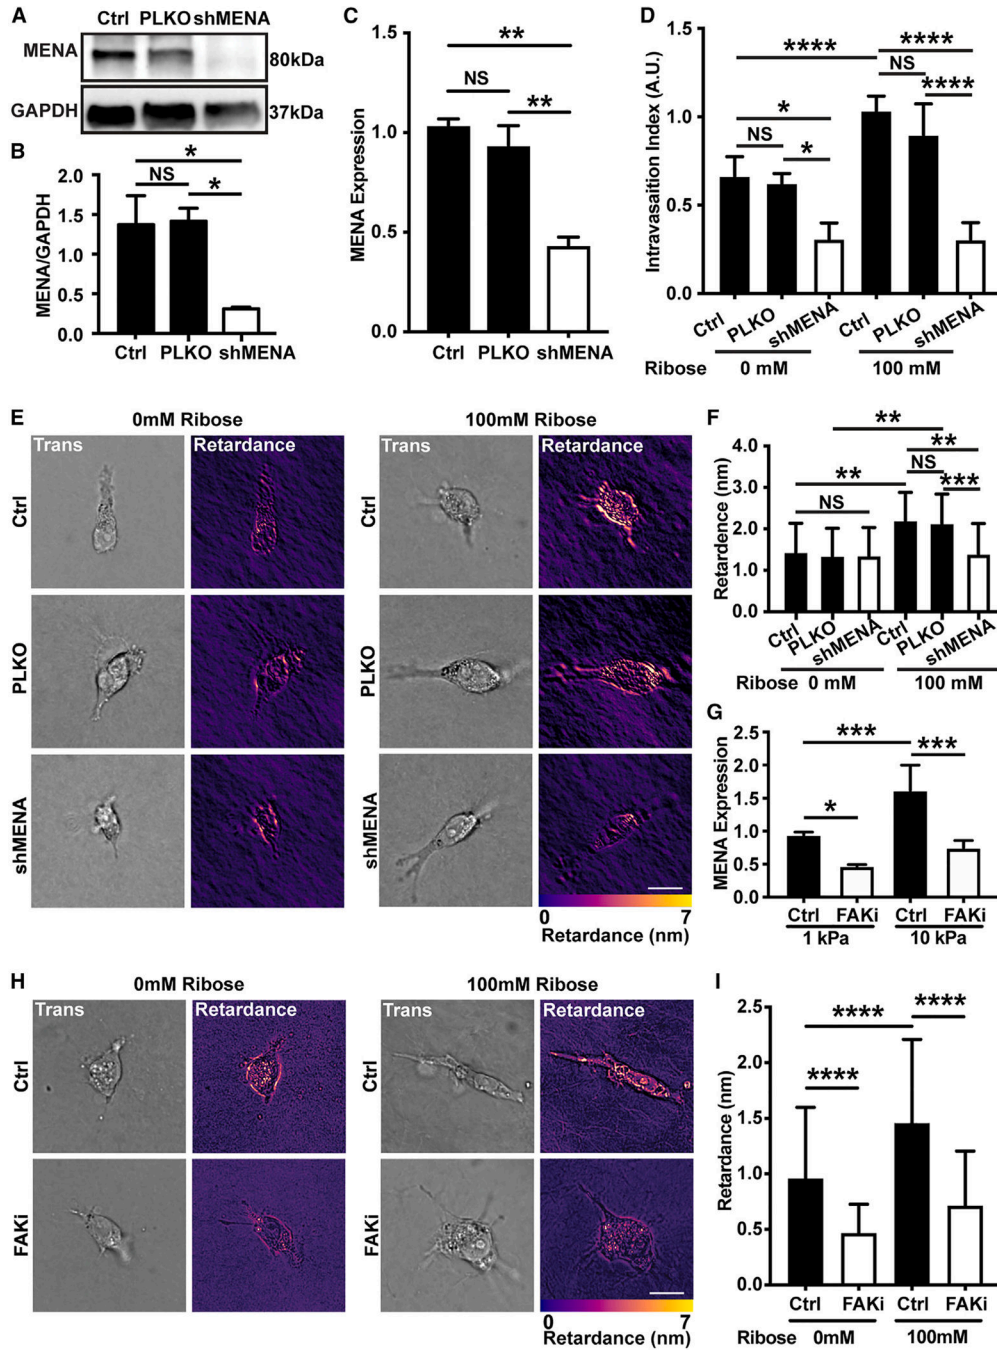 A
Ctrl PLKO shMENA
MENA
80kDa
GAPDH
37kDa
B
MENA/GAPDH
2.0
1.5
1.0
0.5
0.0
*
NS
*
Ctrl PLKO shMENA
C
MENA Expression
1.5
1.0
0.5
0.0
**
NS
**
Ctrl PLKO shMENA
D
Intravasaition Index (A.U.)
1.5
1.0
0.5
0.0
****
****
NS
****
*
NS
*
Ctrl PLKO shMENA Ctrl PLKO shMENA
Ribose 0 mM 100 mM
E
0mM Ribose 100mM Ribose
Trans Retardance Trans Retardance
Ctrl
PLKO
shMENA
0 7
Retardance (nm)
F
Retardence (nm)
4.0
3.0
2.0
1.0
0.0
**
**
**
NS
***
NS
Ctrl PLKO shMENA Ctrl PLKO shMENA
Ribose 0 mM 100 mM
G
MENA Expression
2.5
2.0
1.5
1.0
0.5
0.0
***
***
*
Ctrl FAKi Ctrl FAKi
1 kPa 10 kPa
H
0mM Ribose 100mM Ribose
Trans Retardance Trans Retardance
Ctrl
FAKi
0 7
Retardance (nm)
I
Retardance (nm)
2.5
2.0
1.5
1.0
0.5
0.0
****
****
****
Ctrl FAKi Ctrl FAKi
Ribose 0mM 100mM